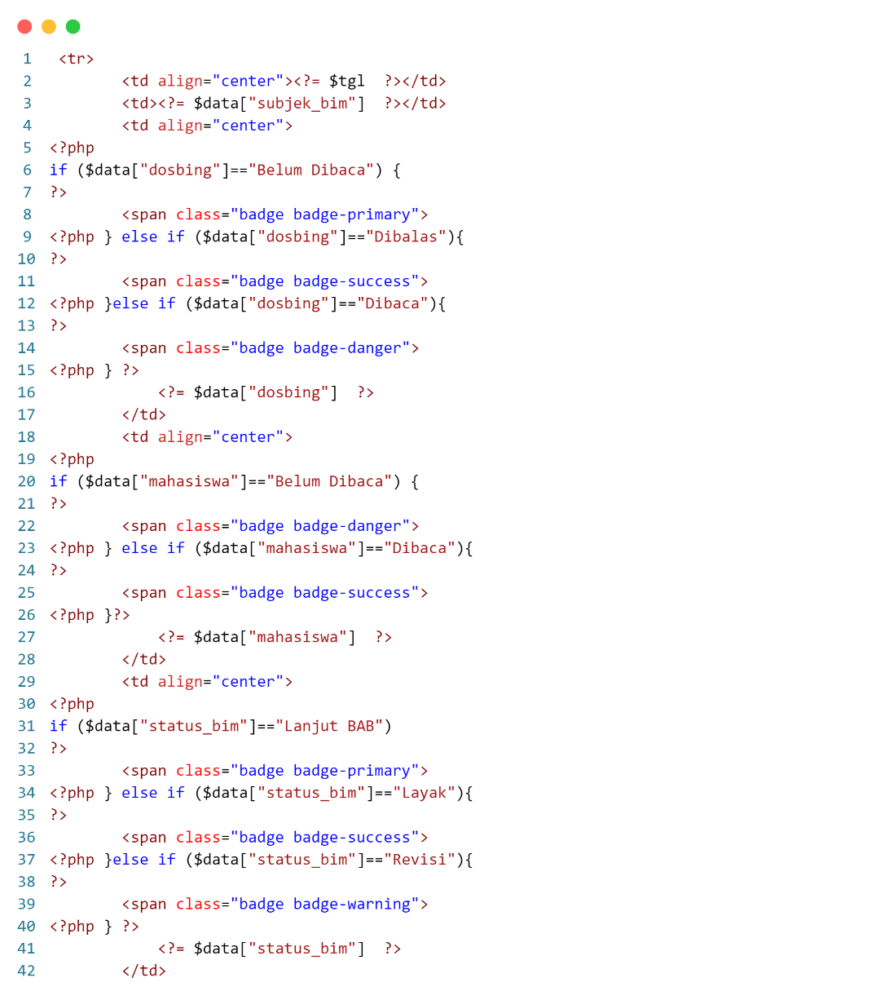 1 <tr>
2 <td align="center"><?= $tgl  ?></td>
3 <td><?= $data["subjek_bim"]  ?></td>
4 <td align="center">
5 <?php
6 if ($data["dosbing"]=="Belum Dibaca") {
7 ?>
8 <span class="badge badge-primary">
9 <?php } else if ($data["dosbing"]=="Dibalas"){
10 ?>
11 <span class="badge badge-success">
12 <?php }else if ($data["dosbing"]=="Dibaca"){
13 ?>
14 <span class="badge badge-danger">
15 <?php } ?>
16 <?= $data["dosbing"]  ?>
17 </td>
18 <td align="center">
19 <?php
20 if ($data["mahasiswa"]=="Belum Dibaca") {
21 ?>
22 <span class="badge badge-danger">
23 <?php } else if ($data["mahasiswa"]=="Dibaca"){
24 ?>
25 <span class="badge badge-success">
26 <?php }?>
27 <?= $data["mahasiswa"]  ?>
28 </td>
29 <td align="center">
30 <?php
31 if ($data["status_bim"]=="Lanjut BAB")
32 ?>
33 <span class="badge badge-primary">
34 <?php } else if ($data["status_bim"]=="Layak"){
35 ?>
36 <span class="badge badge-success">
37 <?php }else if ($data["status_bim"]=="Revisi"){
38 ?>
39 <span class="badge badge-warning">
40 <?php } ?>
41 <?= $data["status_bim"]  ?>
42 </td>